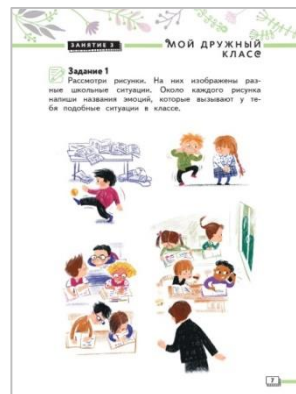 ЗАНЯТИЕ 3
МОЙ ДРУЖНЫЙ
КЛАСС
Задание 1
Рассмотри рисунки. На них изображены раз-
ные школьные ситуации. Около каждого рисунка
напиши названия эмоций, которые вызывают у те-
бя подобные ситуации в классе.
7